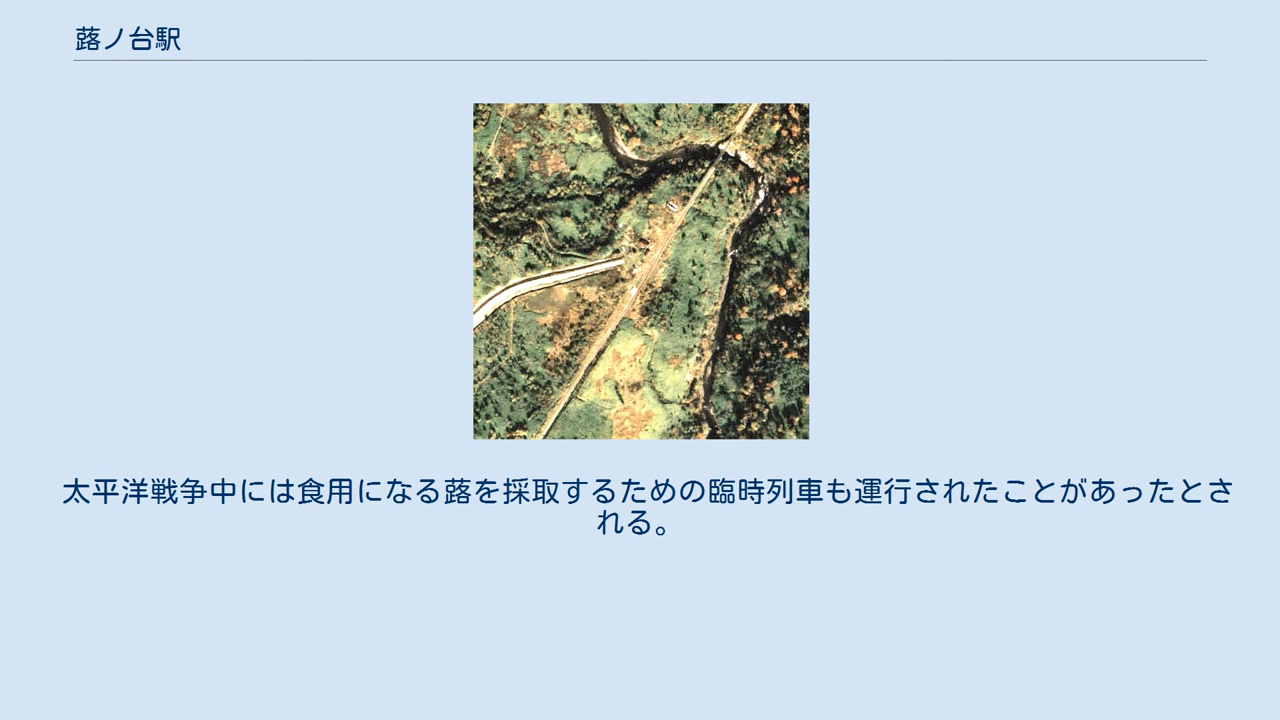 蕗ノ台駅
太平洋戦争中には食用になる蕗を採取するための臨時列車も運行されたことがあったとさ
れる。